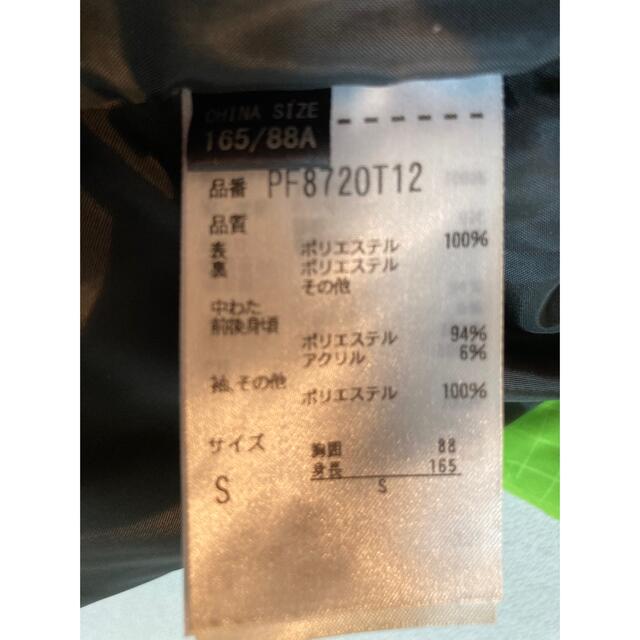 CHINA SIZE
165/88A
品番 PF8720T12
品質
表 ポリエステル 100%
裏 ポリエステル
その他
中わた
前後身頃
ポリエステル 94%
アクリル 6%
袖、その他
ポリエステル 100%
サイズ 胸囲 88
身長 165
S S